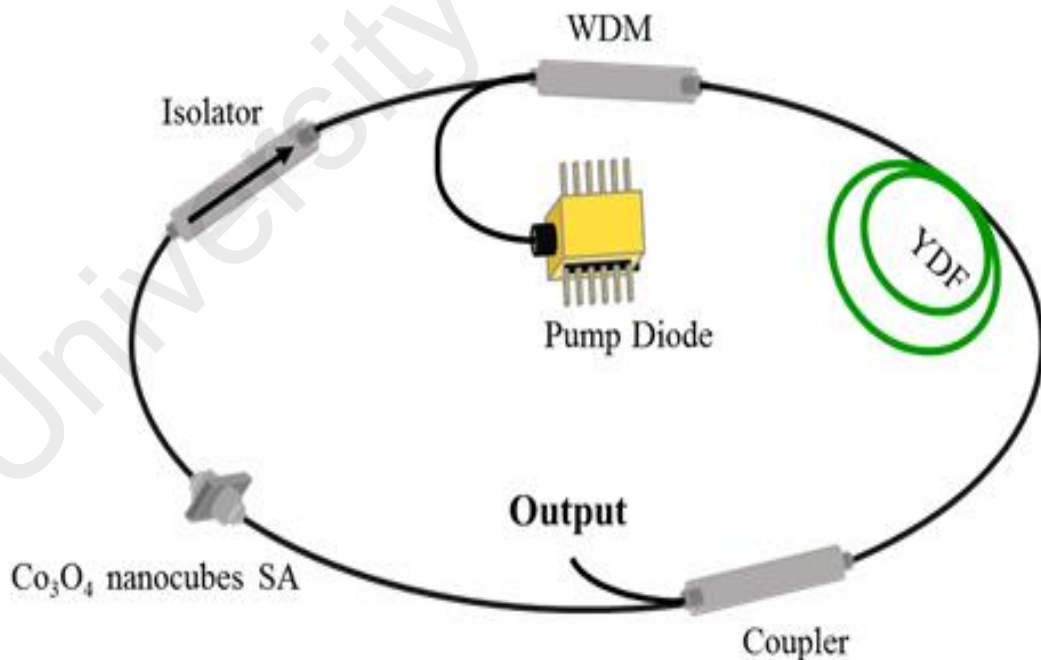 WDM
Isolator
YDF
Pump Diode
Output
Co₃O₄ nanocubes SA
Coupler
University